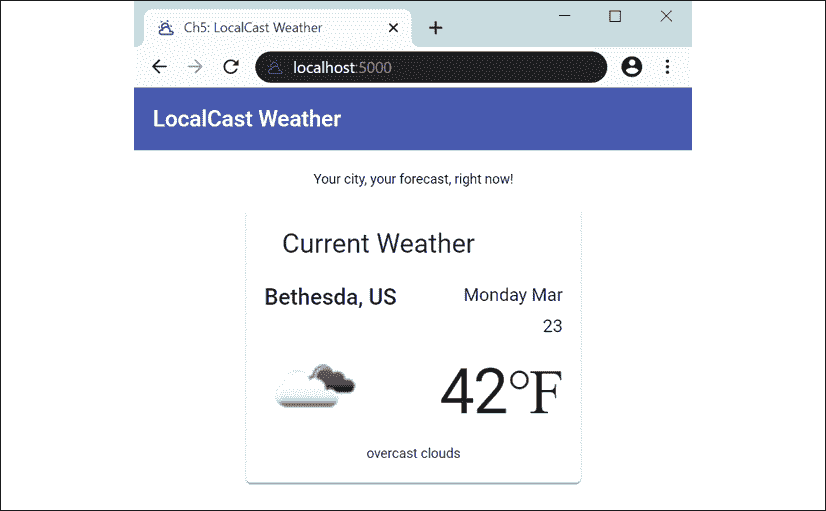 Ch5: LocalCast Weather
localhost:5000
LocalCast Weather
Your city, your forecast, right now!
Current Weather
Bethesda, US
Monday Mar
23
42°F
overcast clouds